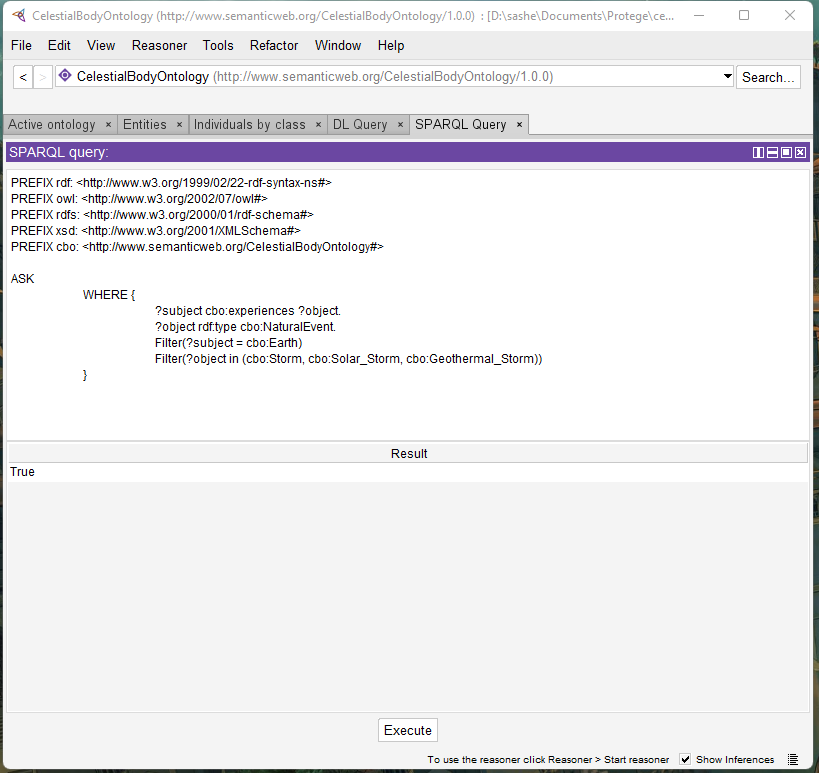 CelestialBodyOntology (http://www.semanticweb.org/CelestialBodyOntology/1.0.0) : [D:\sashe\Documents\Protege\ce...
File Edit View Reasoner Tools Refactor Window Help
< > CelestialBodyOntology (http://www.semanticweb.org/CelestialBodyOntology/1.0.0) Search...
Active ontology × Entities × Individuals by class × DL Query × SPARQL Query ×
SPARQL query:
PREFIX rdf: <http://www.w3.org/1999/02/22-rdf-syntax-ns#>
PREFIX owl: <http://www.w3.org/2002/07/owl#>
PREFIX rdfs: <http://www.w3.org/2000/01/rdf-schema#>
PREFIX xsd: <http://www.w3.org/2001/XMLSchema#>
PREFIX cbo: <http://www.semanticweb.org/CelestialBodyOntology#>
ASK
WHERE {
?subject cbo:experiences ?object.
?object rdf:type cbo:NaturalEvent.
Filter(?subject = cbo:Earth)
Filter(?object in (cbo:Storm, cbo:Solar_Storm, cbo:Geothermal_Storm))
}
Result
True
Execute
To use the reasoner click Reasoner > Start reasoner Show Inferences